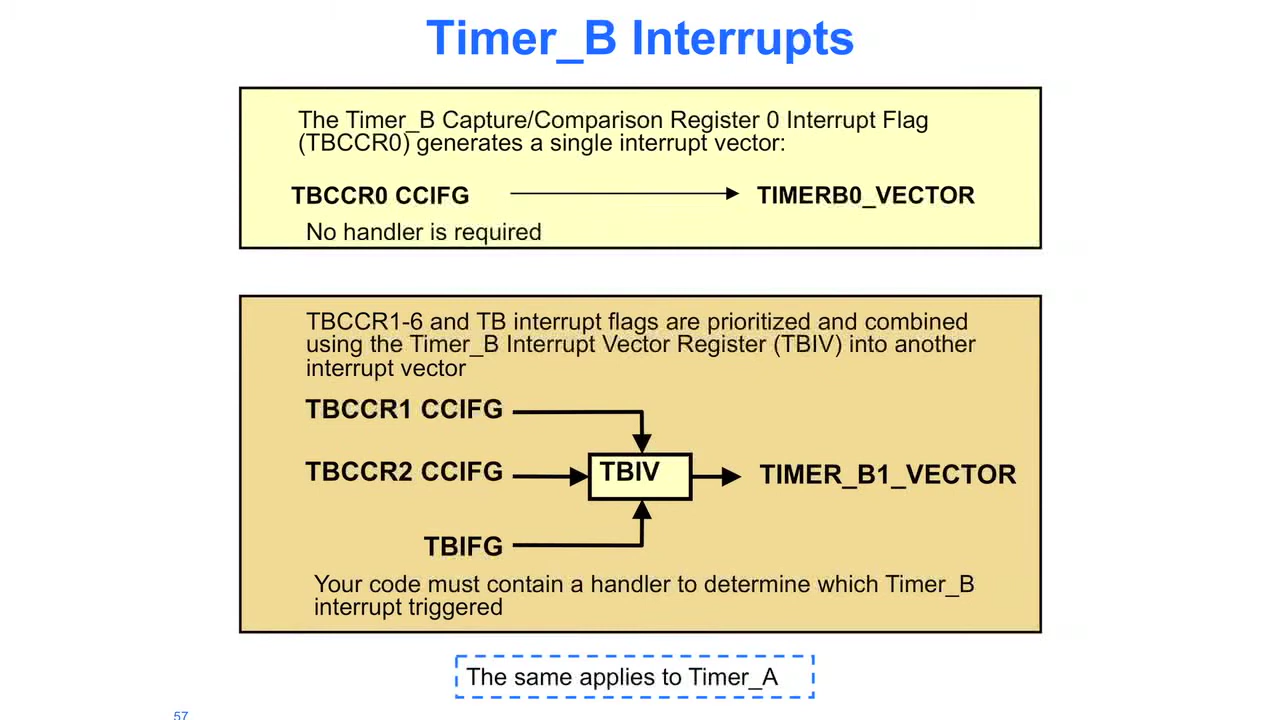 Timer_B Interrupts
The Timer_B Capture/Comparison Register 0 Interrupt Flag
(TBCCR0) generates a single interrupt vector:
TBCCR0 CCIFG
TIMERB0_VECTOR
No handler is required
TBCCR1-6 and TB interrupt flags are prioritized and combined
using the Timer_B Interrupt Vector Register (TBIV) into another
interrupt vector
TBCCR1 CCIFG
TBCCR2 CCIFG
TBIV
TIMER_B1_VECTOR
TBIFG
Your code must contain a handler to determine which Timer_B
interrupt triggered
The same applies to Timer_A
57